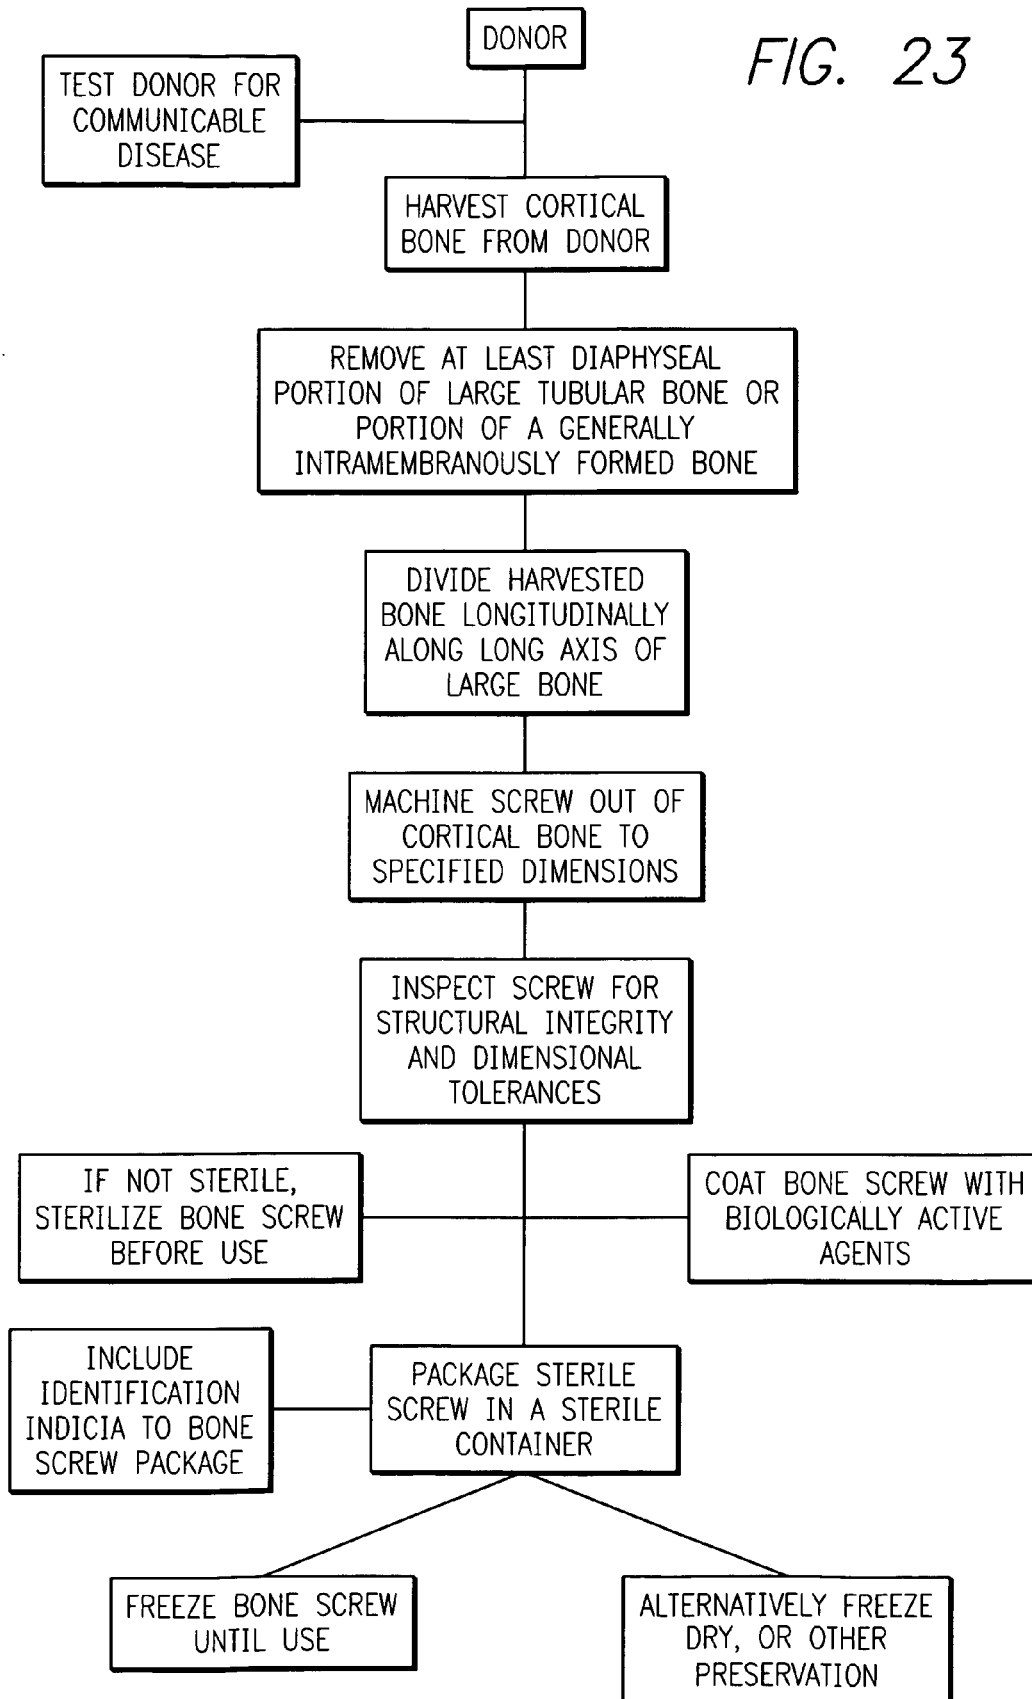 DONOR
FIG. 23
TEST DONOR FOR
COMMUNICABLE
DISEASE
HARVEST CORTICAL
BONE FROM DONOR
REMOVE AT LEAST DIAPHYSEAL
PORTION OF LARGE TUBULAR BONE OR
PORTION OF A GENERALLY
INTRAMEMBRANOUSLY FORMED BONE
DIVIDE HARVESTED
BONE LONGITUDINALLY
ALONG LONG AXIS OF
LARGE BONE
MACHINE SCREW OUT OF
CORTICAL BONE TO
SPECIFIED DIMENSIONS
INSPECT SCREW FOR
STRUCTURAL INTEGRITY
AND DIMENSIONAL
TOLERANCES
IF NOT STERILE,
STERILIZE BONE SCREW
BEFORE USE
COAT BONE SCREW WITH
BIOLOGICALLY ACTIVE
AGENTS
INCLUDE
IDENTIFICATION
INDICIA TO BONE
SCREW PACKAGE
PACKAGE STERILE
SCREW IN A STERILE
CONTAINER
FREEZE BONE SCREW
UNTIL USE
ALTERNATIVELY FREEZE
DRY, OR OTHER
PRESERVATION